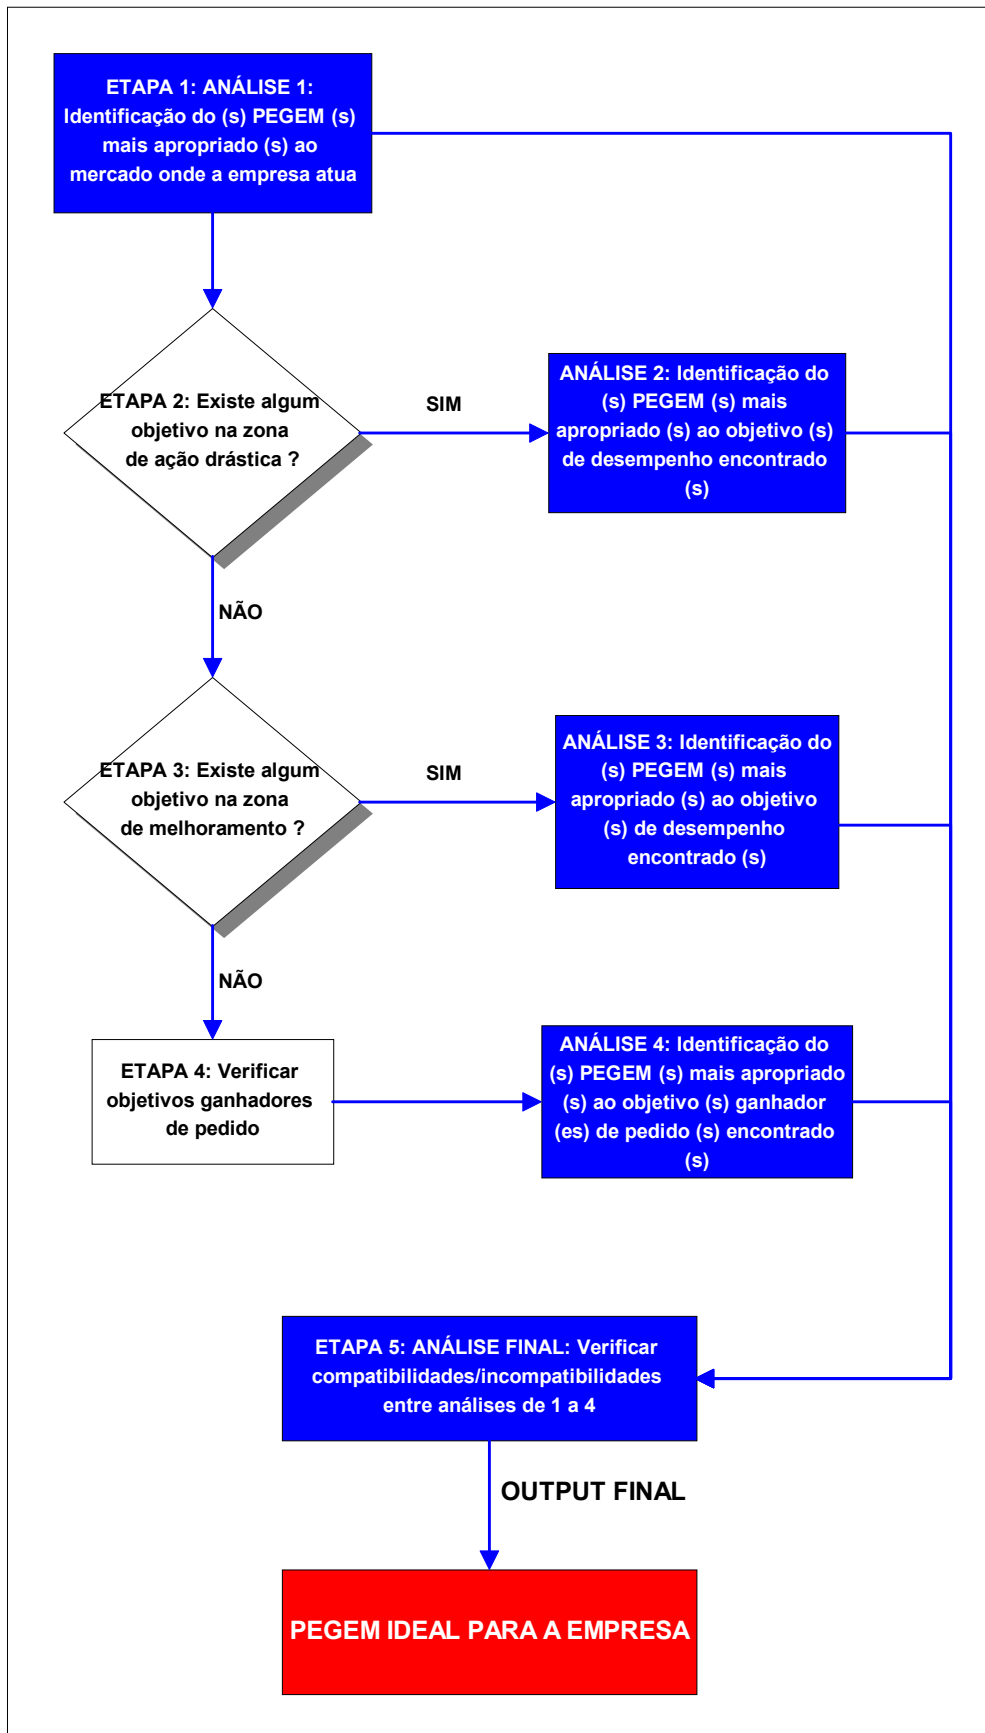 ETAPA 1: ANÁLISE 1:
Identificação do (s) PEGEM (s)
mais apropriado (s) ao
mercado onde a empresa atua
ETAPA 2: Existe algum
objetivo na zona
de ação drástica ?
SIM
ANÁLISE 2: Identificação do
(s) PEGEM (s) mais
apropriado (s) ao objetivo (s)
de desempenho encontrado
(s)
NÃO
ETAPA 3: Existe algum
objetivo na zona
de melhoramento ?
SIM
ANÁLISE 3: Identificação do
(s) PEGEM (s) mais
apropriado (s) ao objetivo
(s) de desempenho
encontrado (s)
NÃO
ETAPA 4: Verificar
objetivos ganhadores
de pedido
ANÁLISE 4: Identificação do
(s) PEGEM (s) mais apropriado
(s) ao objetivo (s) ganhador
(es) de pedido (s) encontrado
(s)
ETAPA 5: ANÁLISE FINAL: Verificar
compatibilidades/incompatibilidades
entre análises de 1 a 4
OUTPUT FINAL
PEGEM IDEAL PARA A EMPRESA